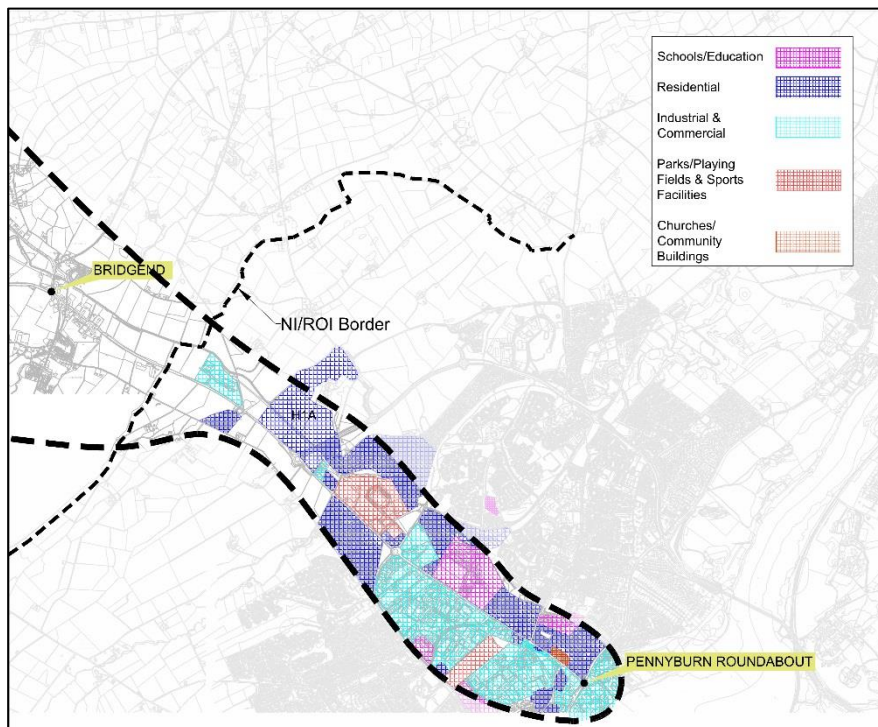 Schools/Education
Residential
Industrial &
Commercial
Parks/Playing
Fields & Sports
Facilities
Churches/
Community
Buildings
BRIDGEND
NI/ROI Border
H1A
PENNYBURN ROUNDABOUT